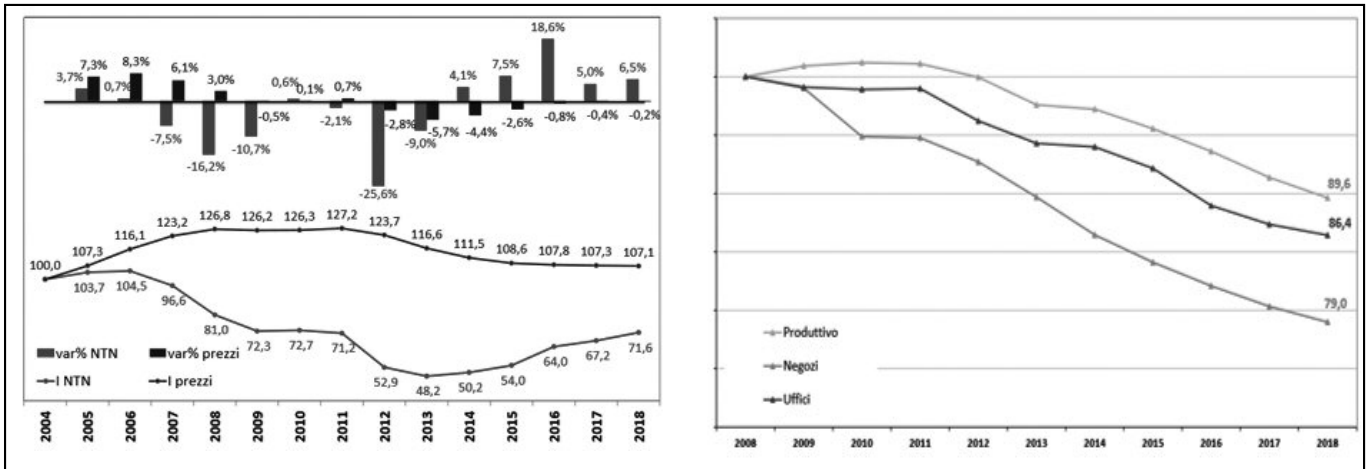 18,6%
3,7% 7,3% 0,7% 8,3% 6,1% 3,0% 0,6% 0,1% 0,7% 4,1% 7,5% 5,0% 6,5%
-7,5% -16,2% -10,7% -0,5% -2,1% -25,6% -2,8% -9,0% -5,7% -4,4% -2,6% -0,8% -0,4% -0,2%
100,0 107,3 116,1 123,2 126,8 126,2 126,3 127,2 123,7 116,6 111,5 108,6 107,8 107,3 107,1
103,7 104,5 96,6 81,0 72,3 72,7 71,2 52,9 48,2 50,2 54,0 64,0 67,2 71,6
var% NTN var% prezzi
I NTN I prezzi
2004 2005 2006 2007 2008 2009 2010 2011 2012 2013 2014 2015 2016 2017 2018
89,6
86,4
79,0
Produttivo
Negozi
Uffici
2008 2009 2010 2011 2012 2013 2014 2015 2016 2017 2018